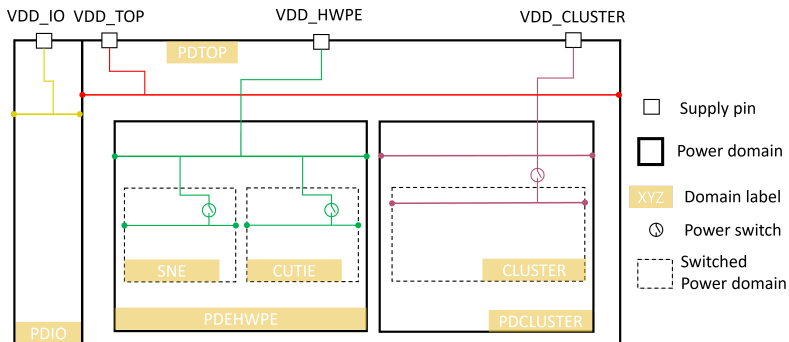 VDD_IO VDD_TOP VDD_HWPE VDD_CLUSTER
PDTOP
Supply pin
Power domain
XYZ Domain label
Power switch
Switched
Power domain
SNE CUTIE CLUSTER
PDEHWPE PDCLUSTER
PDIO